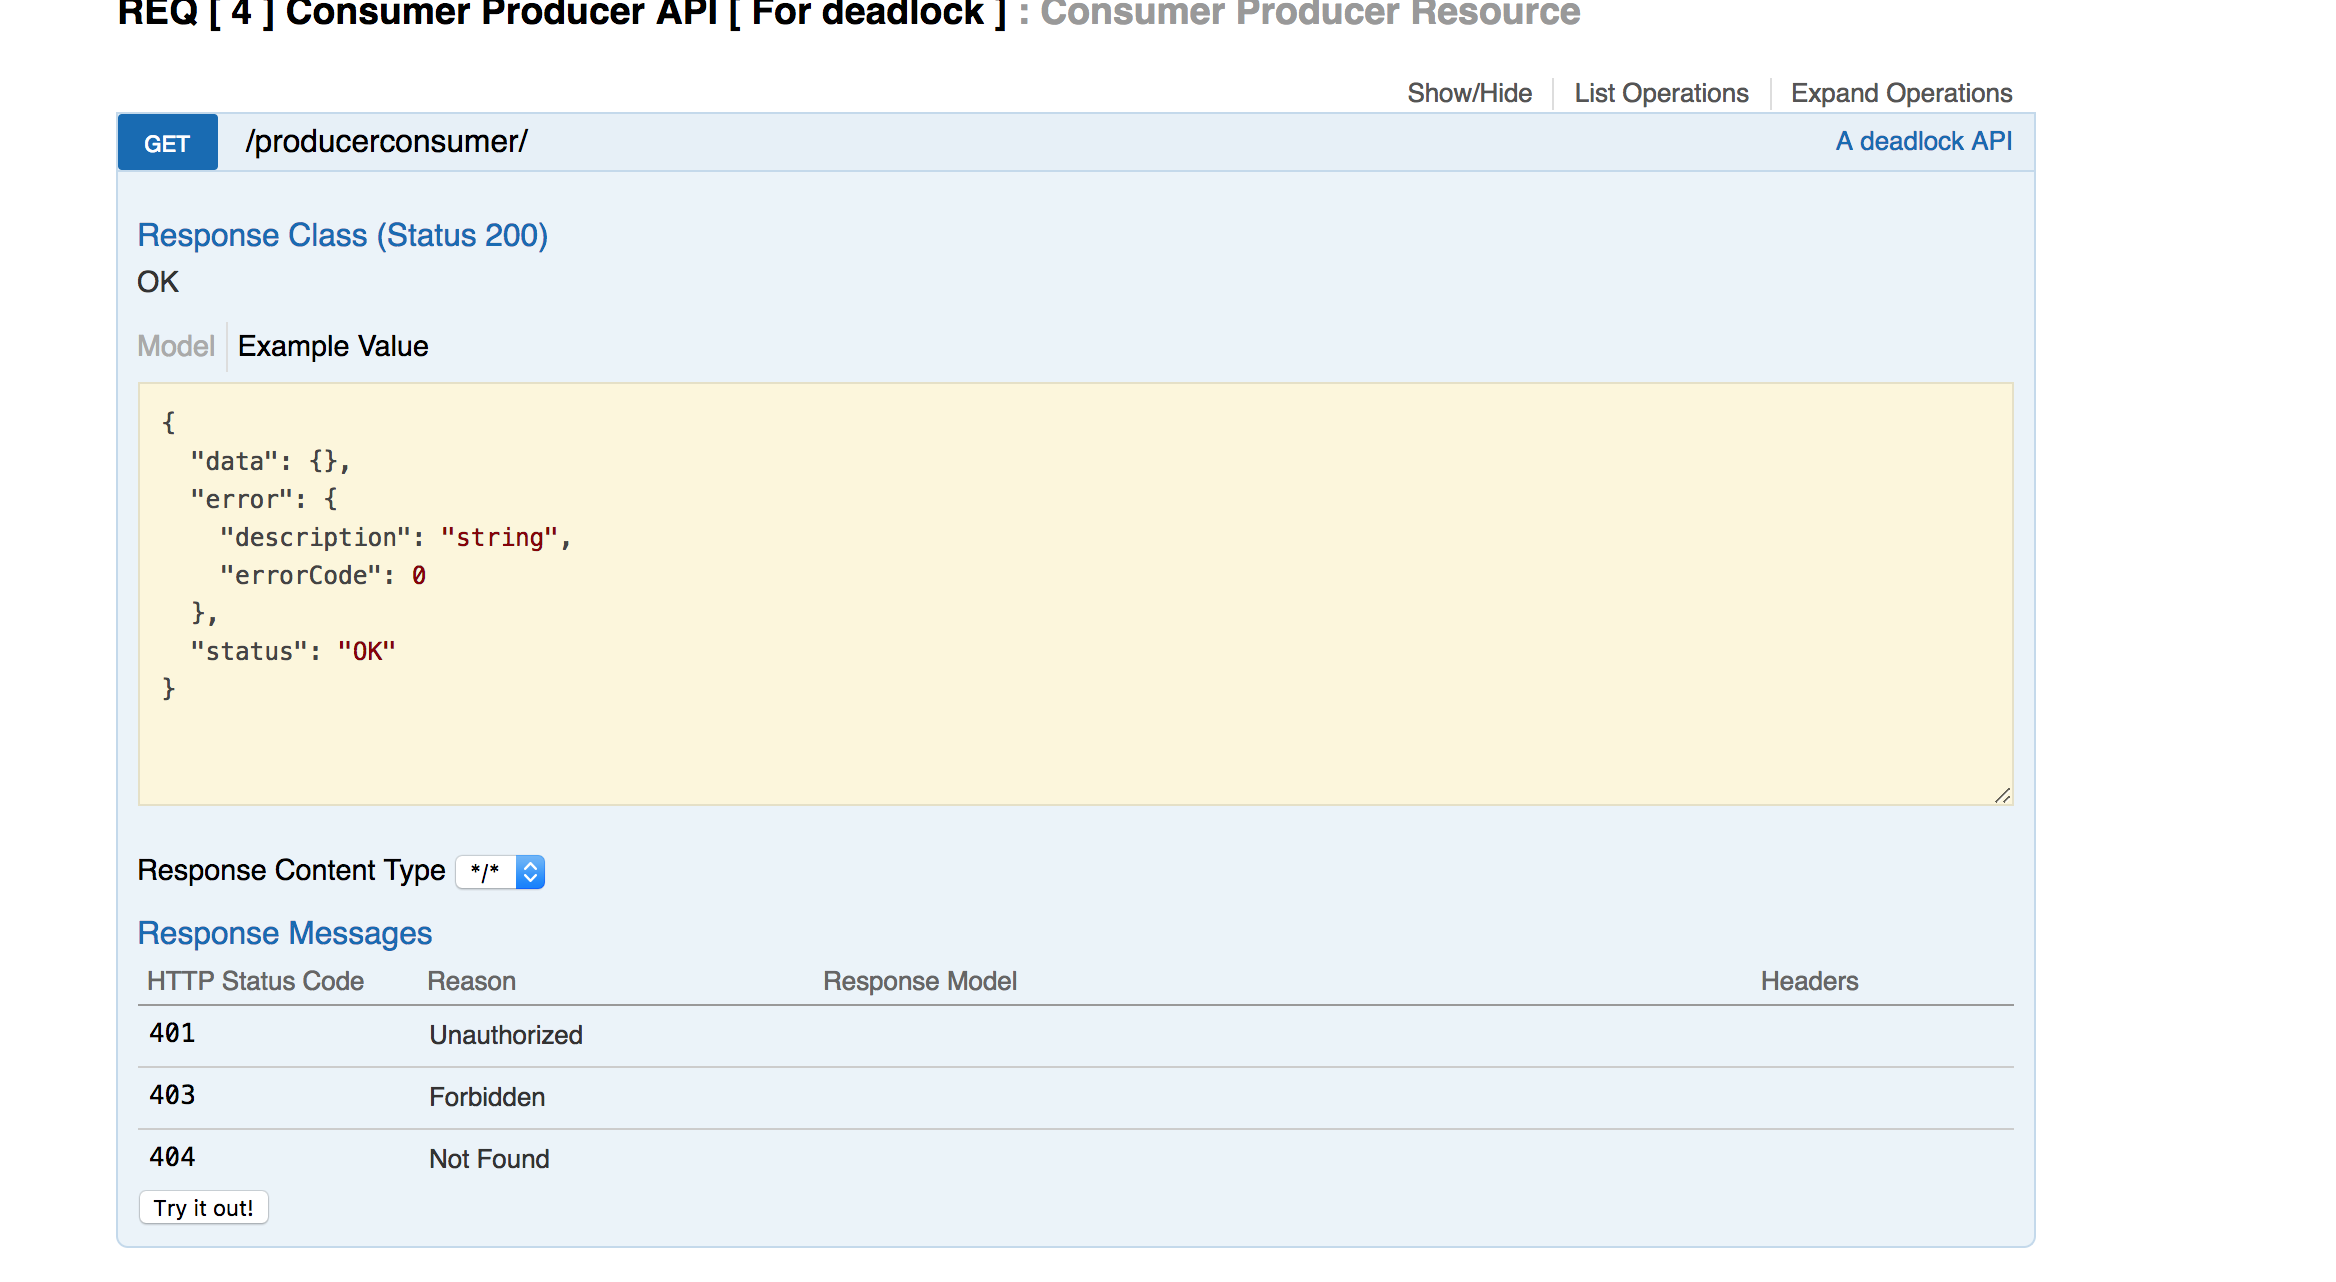 REQ [ 4 ] Consumer Producer API [ For deadlock ] : Consumer Producer Resource
Show/Hide List Operations Expand Operations
GET /producerconsumer/ A deadlock API
Response Class (Status 200)
OK
Model Example Value
{
  "data": {},
  "error": {
    "description": "string",
    "errorCode": 0
  },
  "status": "OK"
}
Response Content Type */*
Response Messages
HTTP Status Code Reason Response Model Headers
401 Unauthorized
403 Forbidden
404 Not Found
Try it out!